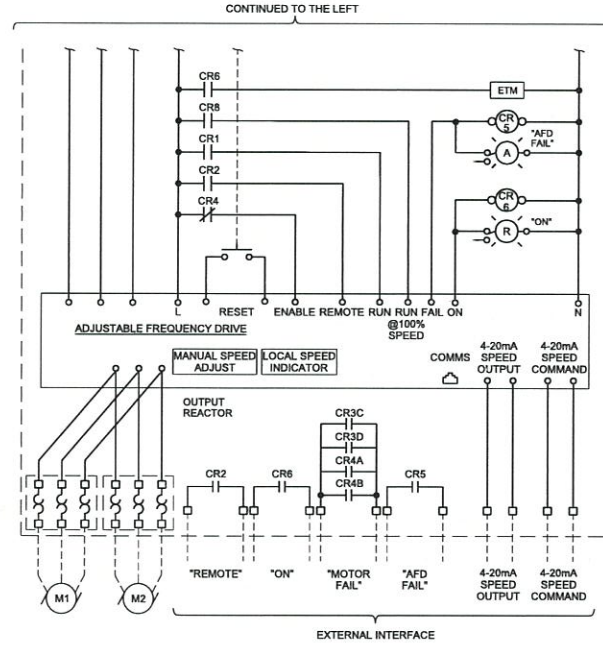 CONTINUED TO THE LEFT
CR6
ETM
CR8
CR
5
"AFD
FAIL"
CR1
A
CR2
CR
6
CR4
"ON"
R
L
RESET
ENABLE
REMOTE
RUN
RUN
@100%
SPEED
FAIL
ON
N
ADJUSTABLE FREQUENCY DRIVE
MANUAL SPEED
ADJUST
LOCAL SPEED
INDICATOR
COMMS
4-20mA
SPEED
OUTPUT
4-20mA
SPEED
COMMAND
OUTPUT
REACTOR
CR3C
CR3D
CR4A
CR4B
CR2
CR6
CR5
M1
M2
"REMOTE"
"ON"
"MOTOR
FAIL"
"AFD
FAIL"
4-20mA
SPEED
OUTPUT
4-20mA
SPEED
COMMAND
EXTERNAL INTERFACE